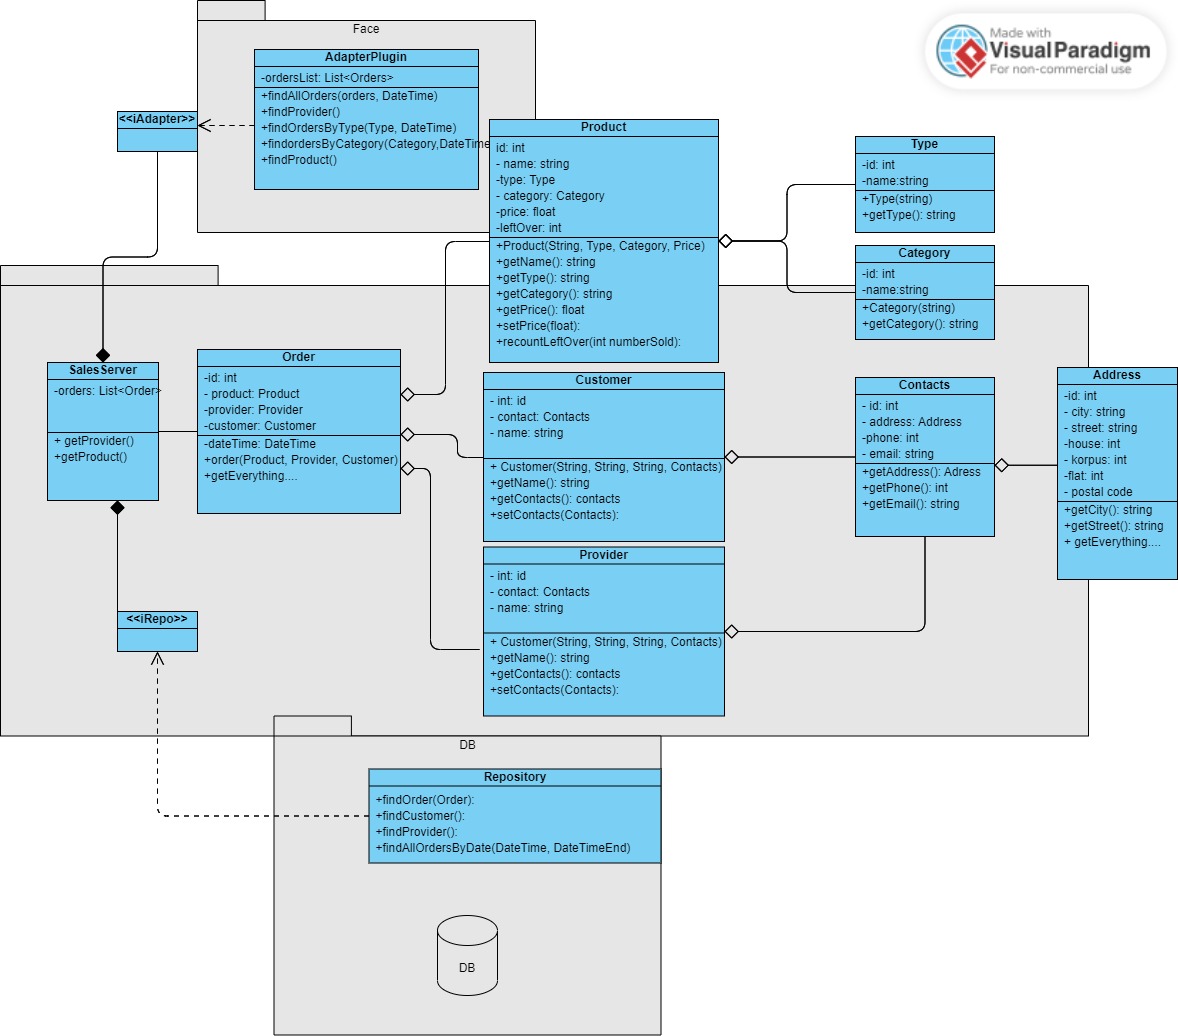 Made with
VisualParadigm
For non-commercial use
Face
AdapterPlugin
-ordersList: List<Orders>
+findAllOrders(orders, DateTime)
+findProvider()
+findOrdersByType(Type, DateTime)
+findordersByCategory(Category,DateTime
+findProduct()
<<iAdapter>>
Product
id: int
- name: string
-type: Type
- category: Category
-price: float
-leftOver: int
+Product(String, Type, Category, Price)
+getName(): string
+getType(): string
+getCategory(): string
+getPrice(): float
+setPrice(float):
+recountLeftOver(int numberSold):
Type
-id: int
-name:string
+Type(string)
+getType(): string
Category
-id: int
-name:string
+Category(string)
+getCategory(): string
SalesServer
-orders: List<Order>
+ getProvider()
+getProduct()
Order
-id: int
- product: Product
-provider: Provider
-customer: Customer
-dateTime: DateTime
+order(Product, Provider, Customer)
+getEverything....
Customer
- int: id
- contact: Contacts
- name: string
+ Customer(String, String, String, Contacts)
+getName(): string
+getContacts(): contacts
+setContacts(Contacts):
Contacts
- id: int
- address: Address
-phone: int
- email: string
+getAddress(): Adress
+getPhone(): int
+getEmail(): string
Address
-id: int
- city: string
- street: string
-house: int
- korpus: int
-flat: int
- postal code
+getCity(): string
+getStreet(): string
+ getEverything....
Provider
- int: id
- contact: Contacts
- name: string
+ Customer(String, String, String, Contacts)
+getName(): string
+getContacts(): contacts
+setContacts(Contacts):
<<iRepo>>
DB
Repository
+findOrder(Order):
+findCustomer():
+findProvider():
+findAllOrdersByDate(DateTime, DateTimeEnd)
DB